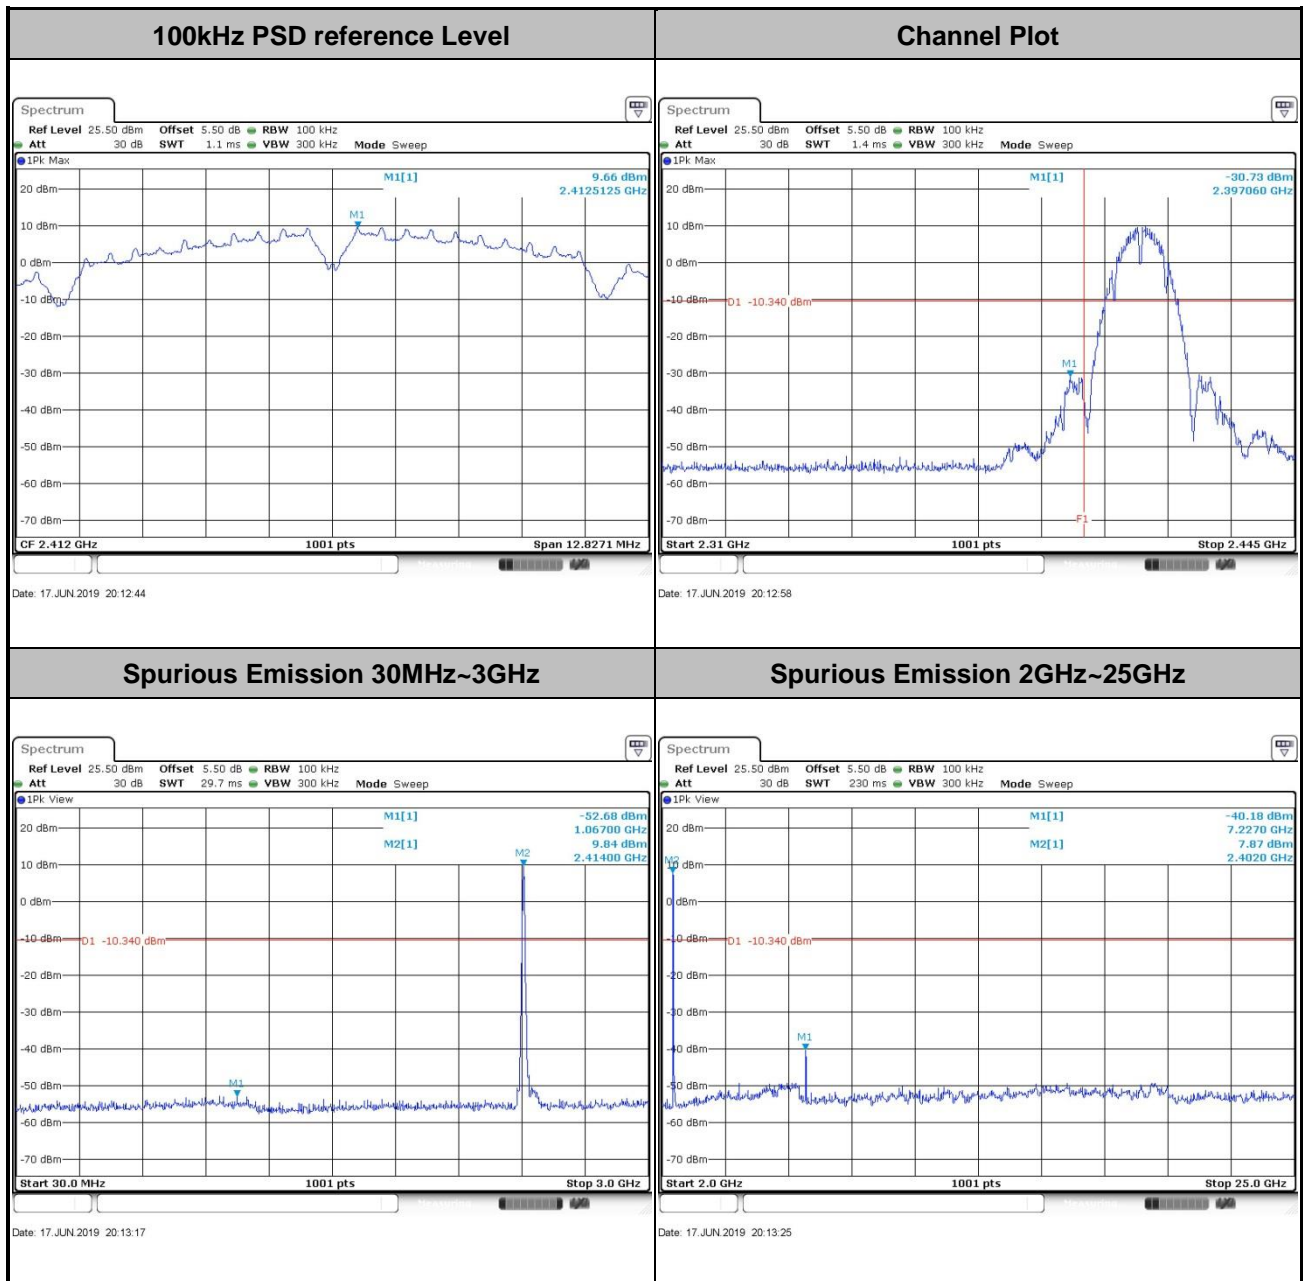 100kHz PSD reference Level
Spectrum
Ref Level 25.50 dBm Offset 5.50 dB RBW 100 kHz
Att 30 dB SWT 1.1 ms VBW 300 kHz Mode Sweep
1Pk Max
M1[1] 9.66 dBm
2.4125125 GHz
M1
20 dBm
10 dBm
0 dBm
-10 dBm
-20 dBm
-30 dBm
-40 dBm
-50 dBm
-60 dBm
-70 dBm
CF 2.412 GHz 1001 pts Span 12.8271 MHz
Date: 17.JUN.2019 20:12:44
Channel Plot
Spectrum
Ref Level 25.50 dBm Offset 5.50 dB RBW 100 kHz
Att 30 dB SWT 1.4 ms VBW 300 kHz Mode Sweep
1Pk Max
M1[1] -30.73 dBm
2.397060 GHz
20 dBm
10 dBm
0 dBm
-10 dBm
D1 -10.340 dBm
-20 dBm
-30 dBm
M1
-40 dBm
-50 dBm
-60 dBm
-70 dBm
F1
Start 2.31 GHz 1001 pts Stop 2.445 GHz
Date: 17.JUN.2019 20:12:58
Spurious Emission 30MHz~3GHz
Spectrum
Ref Level 25.50 dBm Offset 5.50 dB RBW 100 kHz
Att 30 dB SWT 29.7 ms VBW 300 kHz Mode Sweep
1Pk View
M1[1] -52.68 dBm
1.06700 GHz
M2[1] 9.84 dBm
2.41400 GHz
M2
20 dBm
10 dBm
0 dBm
-10 dBm
D1 -10.340 dBm
-20 dBm
-30 dBm
-40 dBm
-50 dBm
M1
-60 dBm
-70 dBm
Start 30.0 MHz 1001 pts Stop 3.0 GHz
Date: 17.JUN.2019 20:13:17
Spurious Emission 2GHz~25GHz
Spectrum
Ref Level 25.50 dBm Offset 5.50 dB RBW 100 kHz
Att 30 dB SWT 230 ms VBW 300 kHz Mode Sweep
1Pk View
M1[1] -40.18 dBm
7.2270 GHz
M2[1] 7.87 dBm
2.4020 GHz
20 dBm
M2
10 dBm
0 dBm
-10 dBm
D1 -10.340 dBm
-20 dBm
-30 dBm
M1
-40 dBm
-50 dBm
-60 dBm
-70 dBm
Start 2.0 GHz 1001 pts Stop 25.0 GHz
Date: 17.JUN.2019 20:13:25